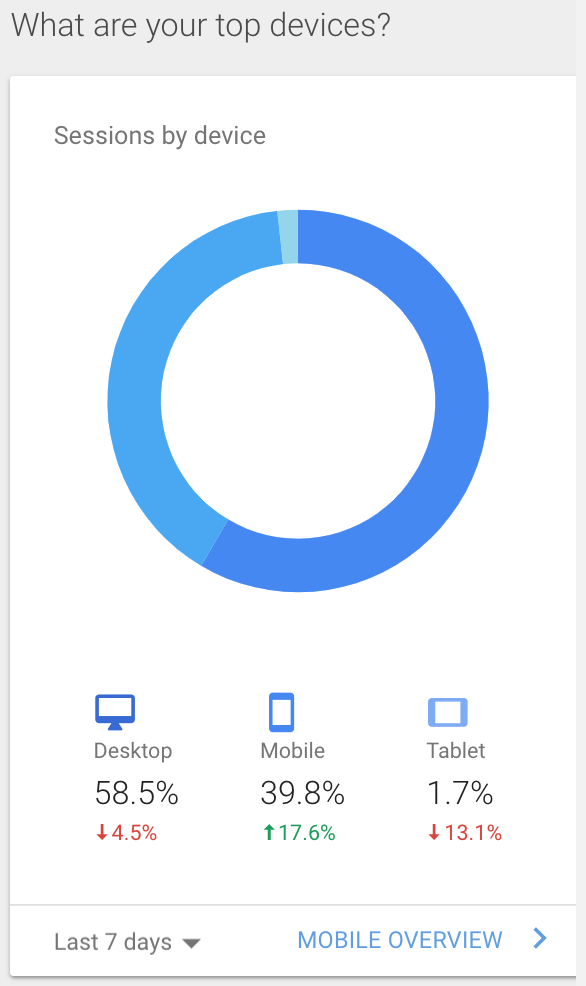 What are your top devices?
Sessions by device
Desktop Mobile Tablet
58.5% 39.8% 1.7%
↓4.5% ↑17.6% ↓13.1%
Last 7 days MOBILE OVERVIEW